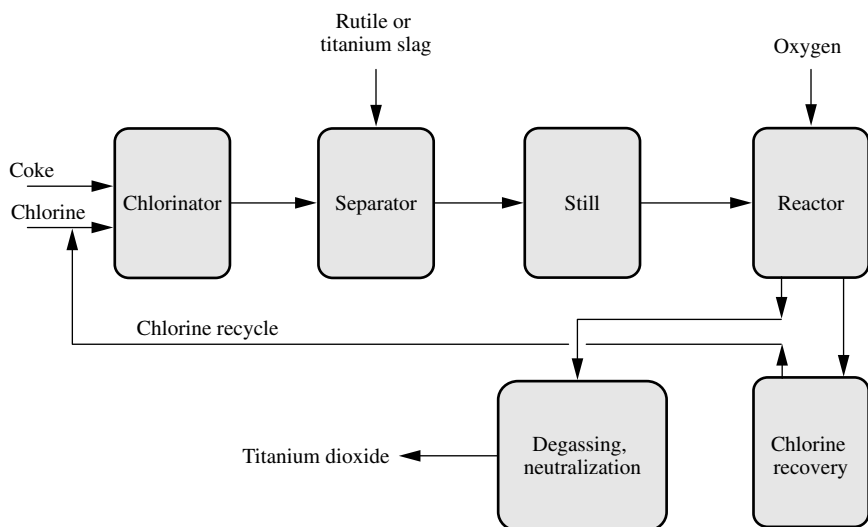 Rutile or
titanium slag
Oxygen
Coke
Chlorine
Chlorinator
Separator
Still
Reactor
Chlorine recycle
Titanium dioxide
Degassing,
neutralization
Chlorine
recovery